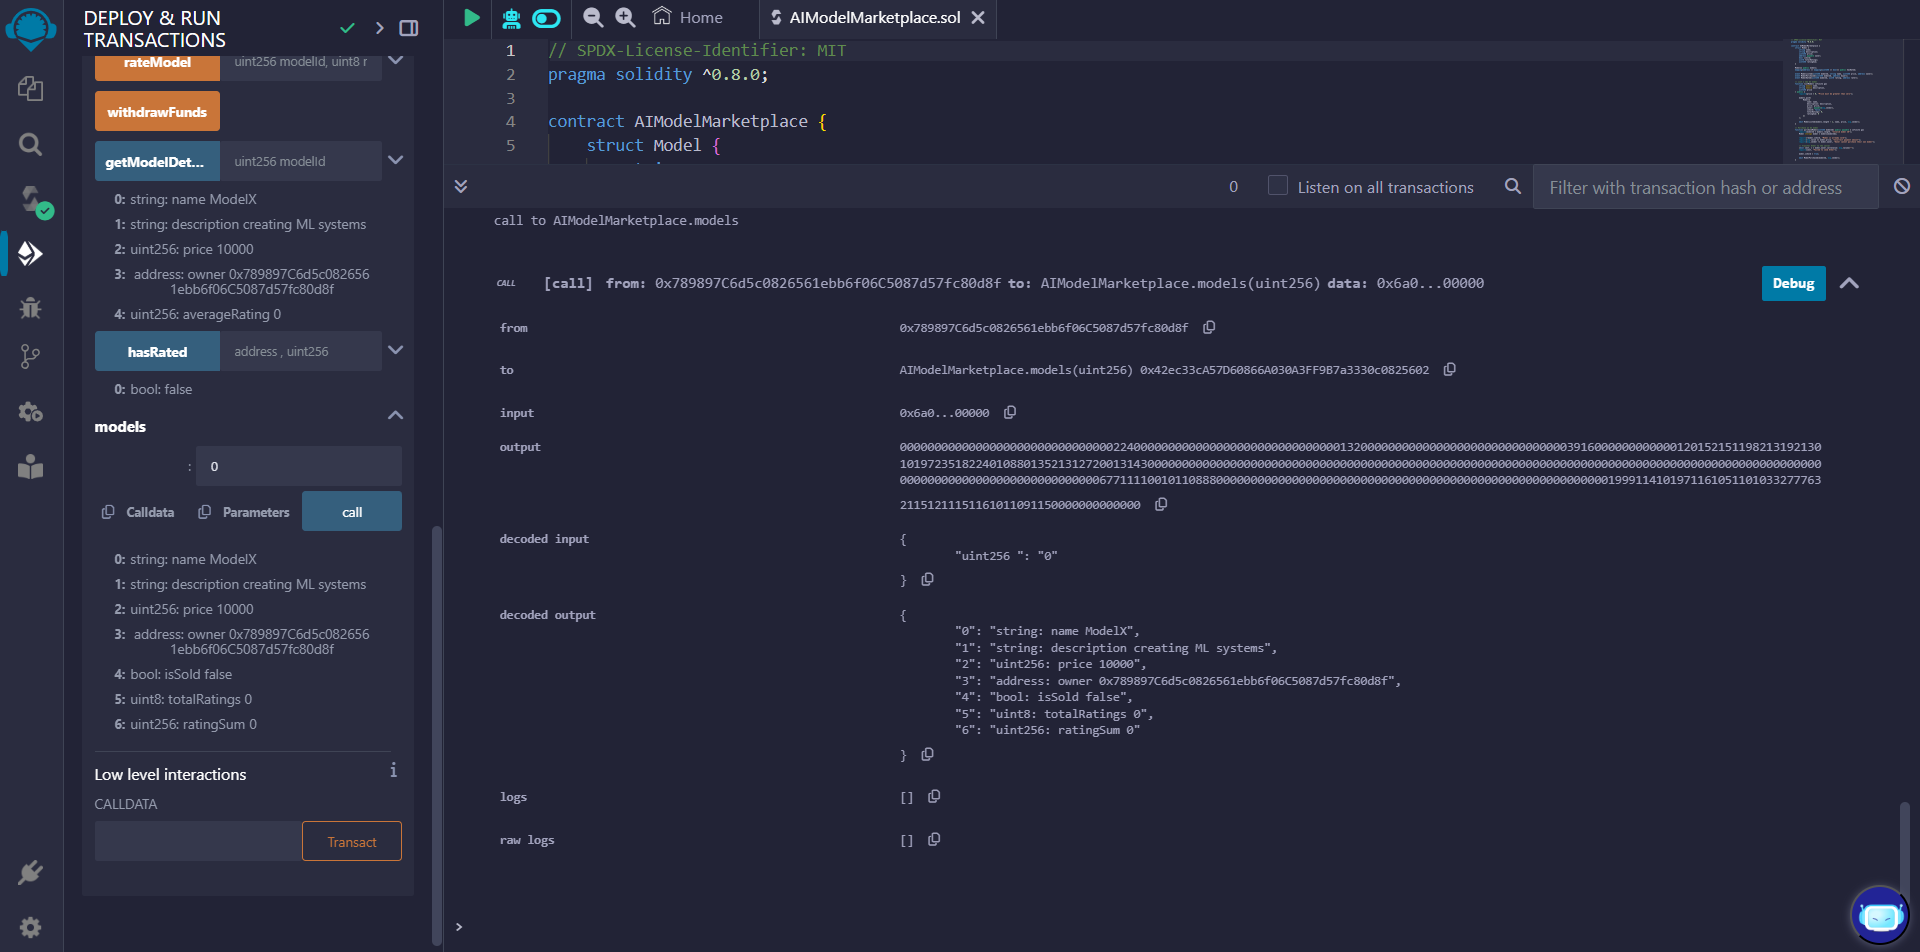 DEPLOY & RUN
TRANSACTIONS
rateModel
uint256 modelId, uint8 r
withdrawFunds
getModelDet...
uint256 modelId
0: string: name ModelX
1: string: description creating ML systems
2: uint256: price 10000
3: address: owner 0x789897C6d5c082656
1ebb6f06C5087d57fc80d8f
4: uint256: averageRating 0
hasRated
address , uint256
0: bool: false
models
: 0
Calldata
Parameters
call
0: string: name ModelX
1: string: description creating ML systems
2: uint256: price 10000
3: address: owner 0x789897C6d5c082656
1ebb6f06C5087d57fc80d8f
4: bool: isSold false
5: uint8: totalRatings 0
6: uint256: ratingSum 0
Low level interactions
i
CALLDATA
Transact
Home
AIModelMarketplace.sol
1 // SPDX-License-Identifier: MIT
2 pragma solidity ^0.8.0;
3
4 contract AIModelMarketplace {
5 struct Model {
0
Listen on all transactions
Filter with transaction hash or address
call to AIModelMarketplace.models
CALL [call] from: 0x789897C6d5c0826561ebb6f06C5087d57fc80d8f to: AIModelMarketplace.models(uint256) data: 0x6a0...00000
Debug
from 0x789897C6d5c0826561ebb6f06C5087d57fc80d8f
to AIModelMarketplace.models(uint256) 0x42ec33cA57D60866A030A3FF9B7a3330c0825602
input 0x6a0...00000
output
decoded input {
"uint256 ": "0"
}
decoded output {
"0": "string: name ModelX",
"1": "string: description creating ML systems",
"2": "uint256: price 10000",
"3": "address: owner 0x789897C6d5c0826561ebb6f06C5087d57fc80d8f",
"4": "bool: isSold false",
"5": "uint8: totalRatings 0",
"6": "uint256: ratingSum 0"
}
logs []
raw logs []
>